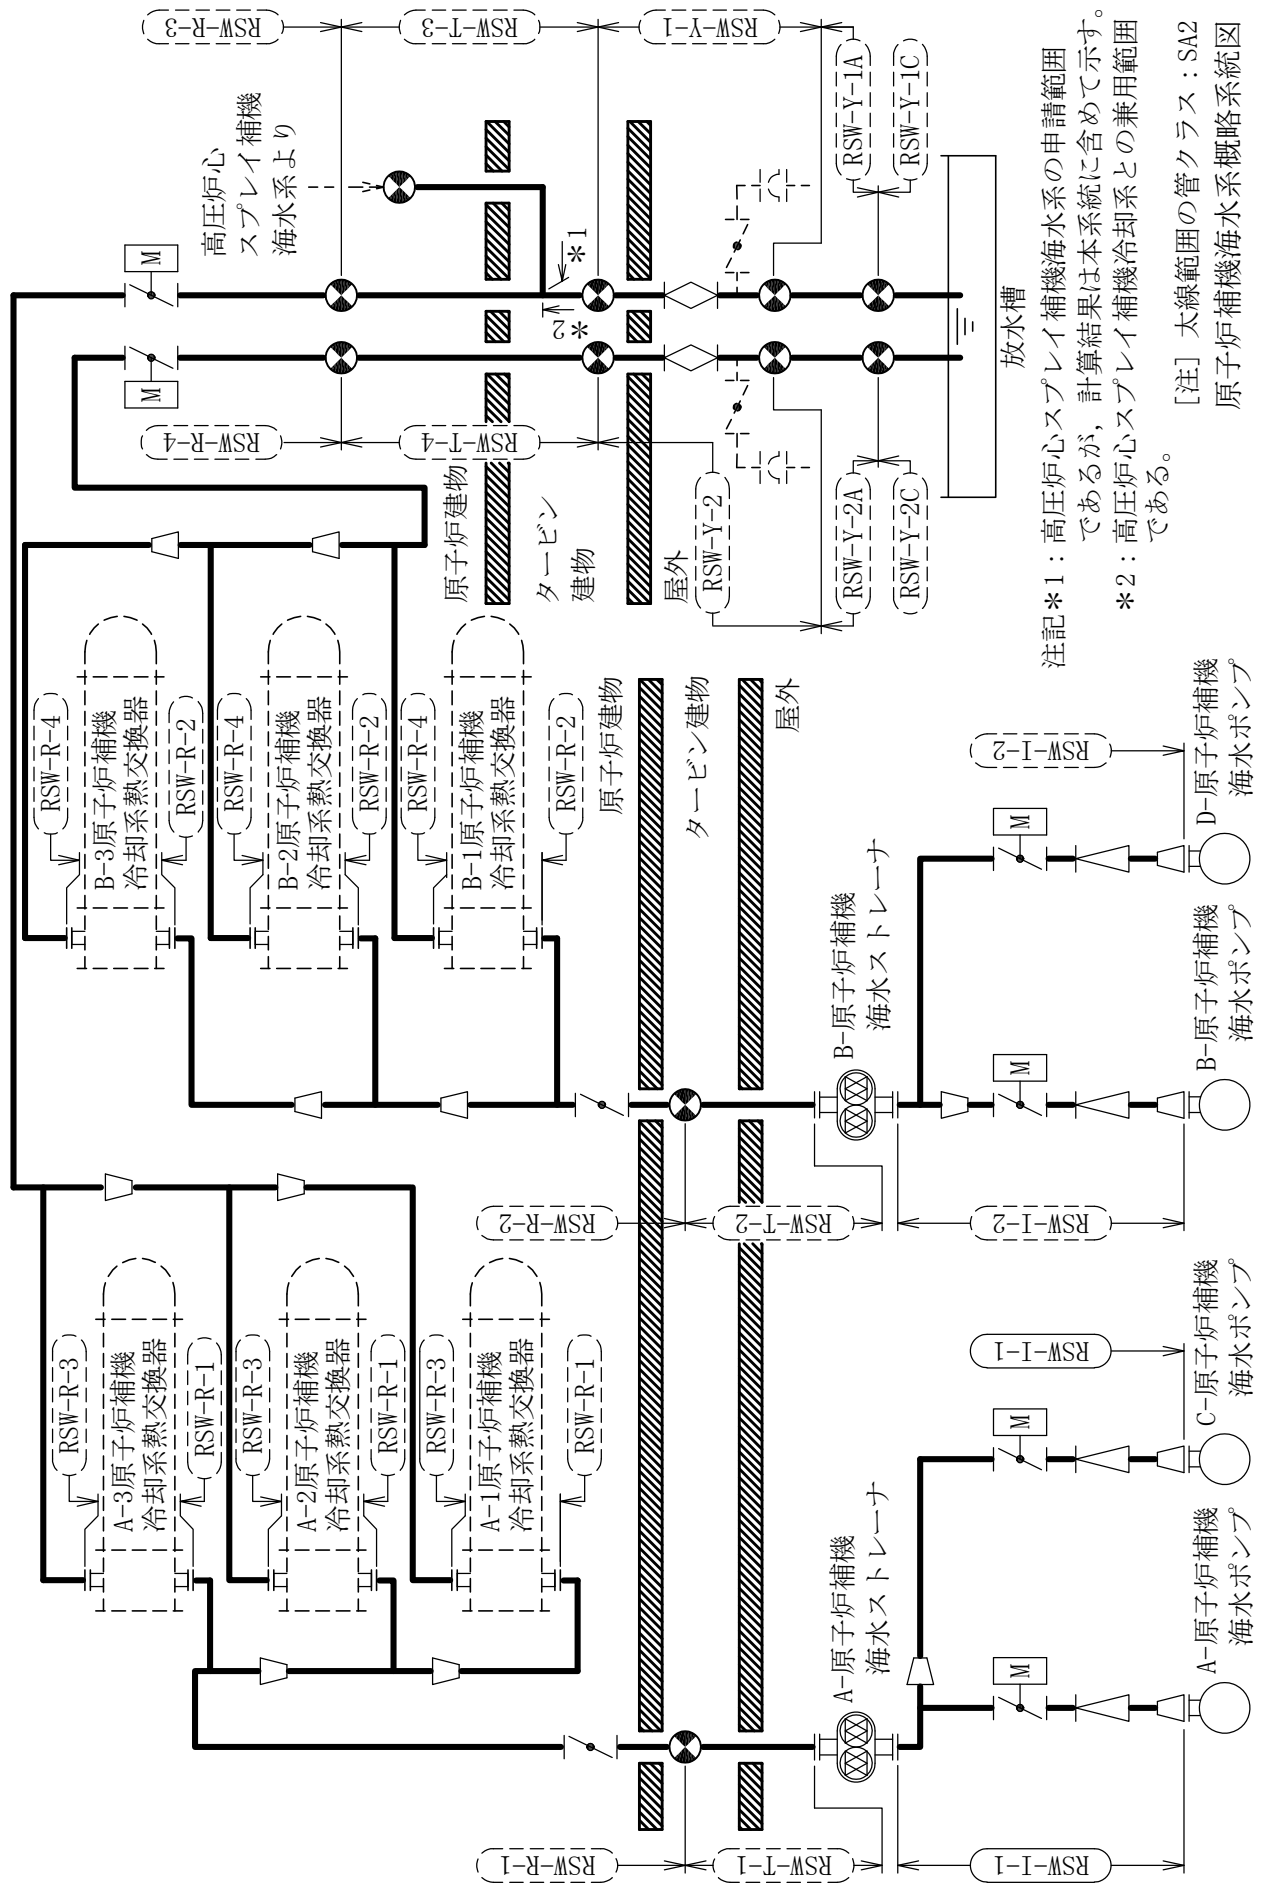 RSW-R-3
RSW-T-3
RSW-Y-1
RSW-Y-1A
RSW-Y-1C
高圧炉心
スプレイ補機
海水系より
M
M
*1
*2
RSW-R-4
RSW-T-4
RSW-Y-2
RSW-Y-2A
RSW-Y-2C
放水槽
原子炉建物
タービン
建物
屋外
RSW-R-4
B-3原子炉補機
冷却系熱交換器
RSW-R-2
RSW-R-4
B-2原子炉補機
冷却系熱交換器
RSW-R-2
RSW-R-4
B-1原子炉補機
冷却系熱交換器
RSW-R-2
原子炉建物
タービン建物
屋外
RSW-R-2
RSW-T-2
RSW-I-2
RSW-I-2
B-原子炉補機
海水ストレーナ
M
M
B-原子炉補機
海水ポンプ
D-原子炉補機
海水ポンプ
RSW-R-3
A-3原子炉補機
冷却系熱交換器
RSW-R-1
RSW-R-3
A-2原子炉補機
冷却系熱交換器
RSW-R-1
RSW-R-3
A-1原子炉補機
冷却系熱交換器
RSW-R-1
RSW-R-1
RSW-T-1
RSW-I-1
RSW-I-1
A-原子炉補機
海水ストレーナ
M
M
A-原子炉補機
海水ポンプ
C-原子炉補機
海水ポンプ
注記*1:高圧炉心スプレイ補機海水系の申請範囲
であるが,計算結果は本系統に含めて示す。
*2:高圧炉心スプレイ補機冷却系との兼用範囲
である。
[注] 太線範囲の管クラス:SA2
原子炉補機海水系概略系統図